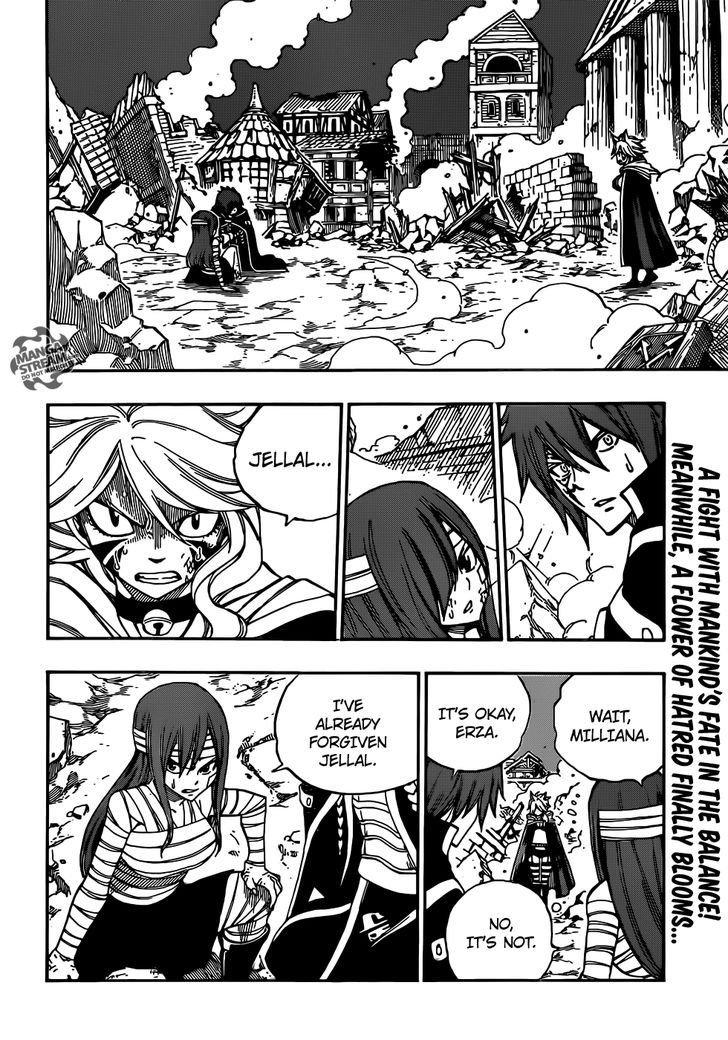 MANGA
STREAM
A FIGHT WITH MANKIND'S FATE IN THE BALANCE!
MEANWHILE, A FLOWER OF HATRED FINALLY BLOOMS...
JELLAL...
WAIT,
MILLIANA.
IT'S OKAY,
ERZA.
NO,
IT'S NOT.
I'VE
ALREADY
FORGIVEN
JELLAL.